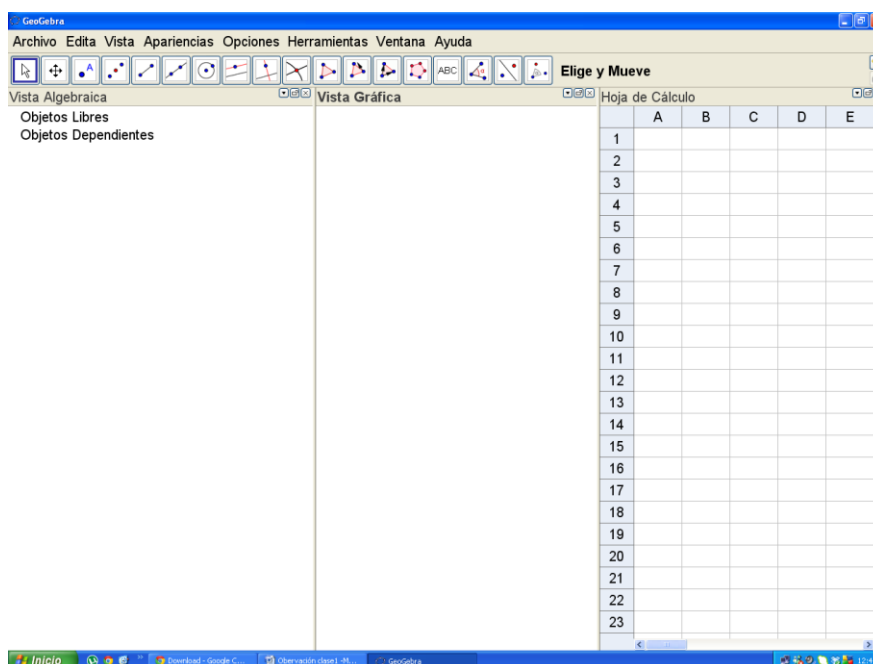 GeoGebra
Archivo Edita Vista Apariencias Opciones Herramientas Ventana Ayuda
A ABC Elige y Mueve
Vista Algebraica
Objetos Libres
Objetos Dependientes
Vista Gráfica
Hoja de Cálculo
A B C D E
1
2
3
4
5
6
7
8
9
10
11
12
13
14
15
16
17
18
19
20
21
22
23
Inicio Download - Google C... Obervación clase1 -M... GeoGebra